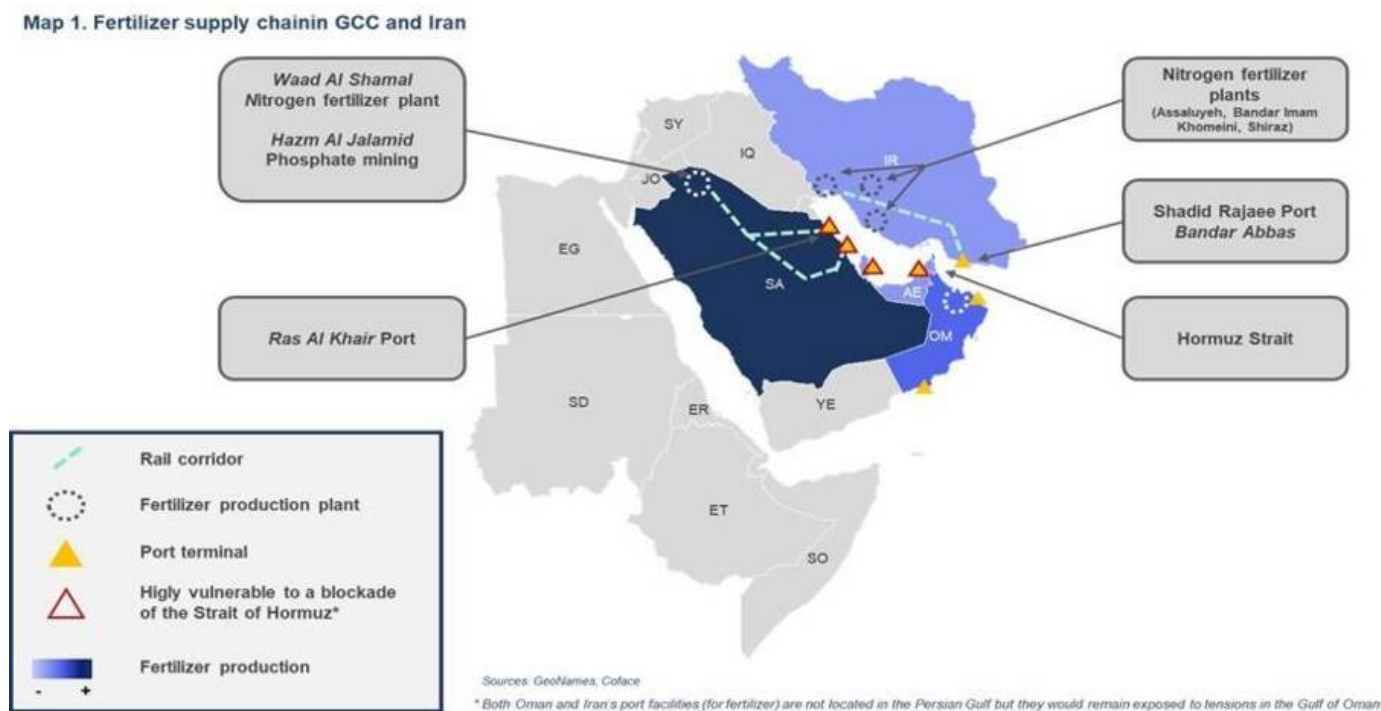 Map 1. Fertilizer supply chainin GCC and Iran
Waad Al Shamal
Nitrogen fertilizer plant
Hazm Al Jalamid
Phosphate mining
Nitrogen fertilizer
plants
(Assaluyeh, Bandar Imam
Khomeini, Shiraz)
SY
IQ
IR
JO
Shadid Rajaee Port
Bandar Abbas
EG
SA
AE
Ras Al Khair Port
OM
Hormuz Strait
SD
ER
YE
ET
SO
Rail corridor
Fertilizer production plant
Port terminal
Higly vulnerable to a blockade
of the Strait of Hormuz*
Fertilizer production
- +
Sources: GeoNames, Coface
* Both Oman and Iran's port facilities (for fertilizer) are not located in the Persian Gulf but they would remain exposed to tensions in the Gulf of Oman